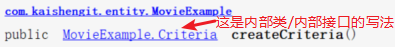 com.kaishengit.entity.MovieExample
这是内部类/内部接口的写法
public MovieExample.Criteria createCriteria()